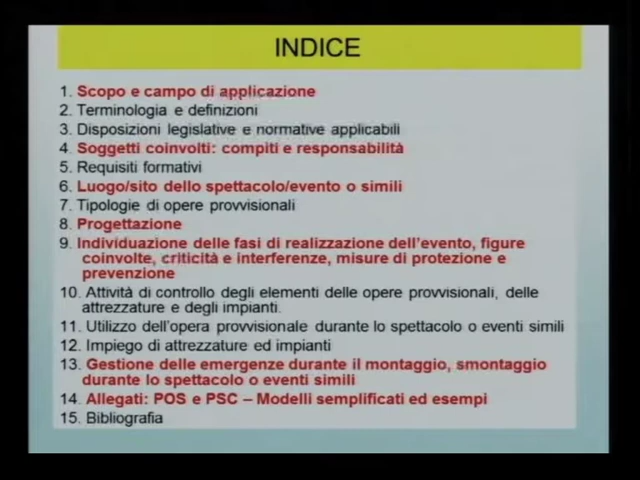 INDICE
1. Scopo e campo di applicazione
2. Terminologia e definizioni
3. Disposizioni legislative e normative applicabili
4. Soggetti coinvolti: compiti e responsabilità
5. Requisiti formativi
6. Luogo/sito dello spettacolo/evento o simili
7. Tipologie di opere provvisionali
8. Progettazione
9. Individuazione delle fasi di realizzazione dell'evento, figure
coinvolte, criticità e interferenze, misure di protezione e
prevenzione
10. Attività di controllo degli elementi delle opere provvisionali, delle
attrezzature e degli impianti.
11. Utilizzo dell'opera provvisionale durante lo spettacolo o eventi simili
12. Impiego di attrezzature ed impianti
13. Gestione delle emergenze durante il montaggio, smontaggio
durante lo spettacolo o eventi simili
14. Allegati: POS e PSC – Modelli semplificati ed esempi
15. Bibliografia